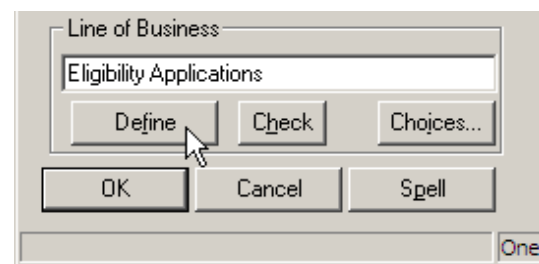 Line of Business
Eligibility Applications
Define Check Choices...
OK Cancel Spell
One